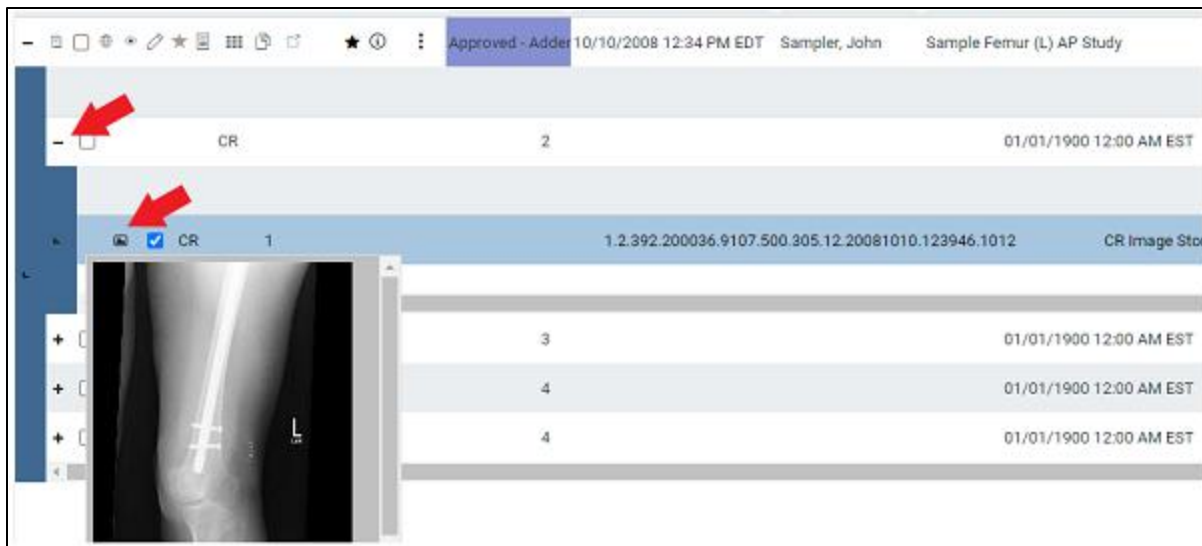 Approved - Adder 10/10/2008 12:34 PM EDT Sampler, John Sample Femur (L) AP Study
CR 2 01/01/1900 12:00 AM EST
CR 1 1.2.392.200036.9107.500.305.12.20081010.123946.1012 CR Image Sto
3 01/01/1900 12:00 AM EST
4 01/01/1900 12:00 AM EST
L
4 01/01/1900 12:00 AM EST